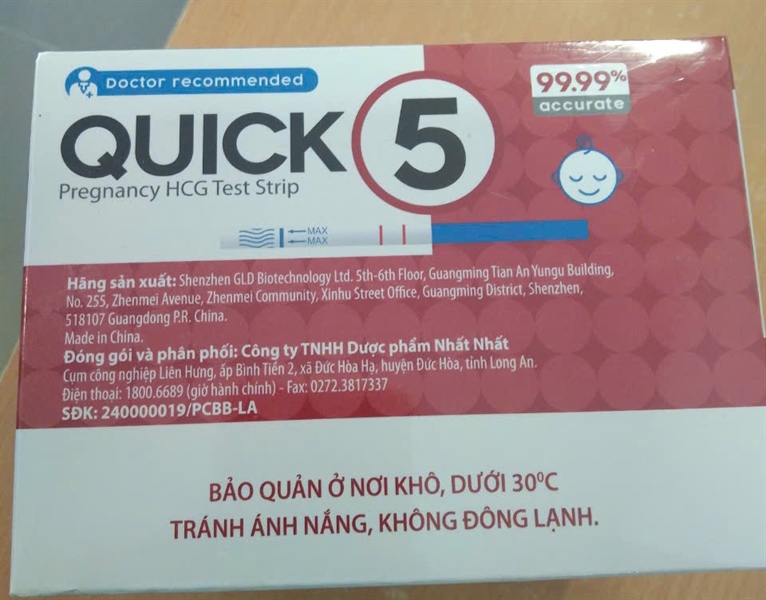 Doctor recommended
99.99% accurate
QUICK 5
Pregnancy HCG Test Strip
MAX
MAX
Hãng sản xuất: Shenzhen GLD Biotechnology Ltd. 5th-6th Floor, Guangming Tian An Yungu Building,
No. 255, Zhenmei Avenue, Zhenmei Community, Xinhu Street Office, Guangming District, Shenzhen,
518107 Guangdong P.R. China.
Made in China.
Đóng gói và phân phối: Công ty TNHH Dược phẩm Nhất Nhất
Cụm công nghiệp Liên Hưng, ấp Bình Tiền 2, xã Đức Hòa Hạ, huyện Đức Hòa, tỉnh Long An.
Điện thoại: 1800.6689 (giờ hành chính) - Fax: 0272.3817337
SĐK: 240000019/PCBB-LA
BẢO QUẢN Ở NƠI KHÔ, DƯỚI 30⁰C
TRÁNH ÁNH NẮNG, KHÔNG ĐÔNG LẠNH.